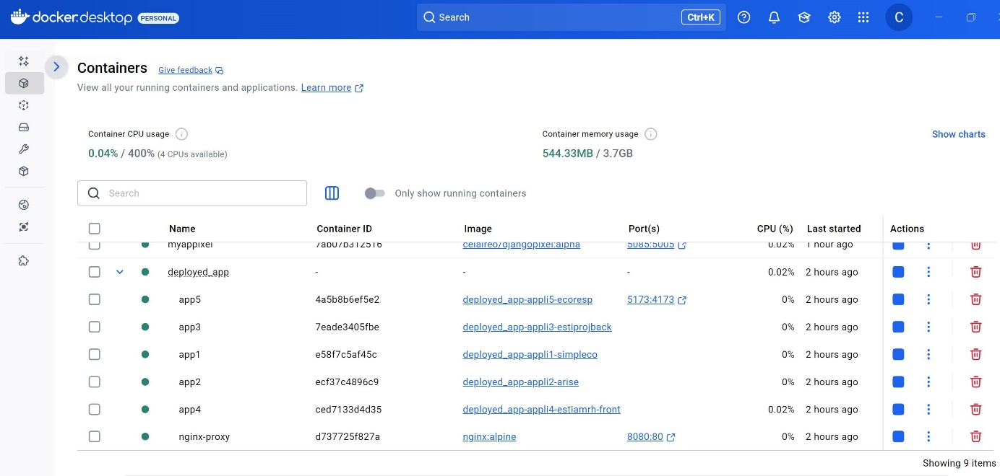 docker.desktop PERSONAL Search Ctrl+K C
Containers Give feedback
View all your running containers and applications. Learn more
Container CPU usage Container memory usage Show charts
0.04% / 400% (4 CPUs available) 544.33MB / 3.7GB
Search Only show running containers
Name Container ID Image Port(s) CPU (%) Last started Actions
myappixel 7ab07b312516 celaireo/djangopixel:alpha 5085:5005 0.02% 1 hour ago
deployed_app - - - 0.02% 2 hours ago
app5 4a5b8b6ef5e2 deployed_app-appli5-ecoresp 5173:4173 0% 2 hours ago
app3 7eade3405fbe deployed_app-appli3-estiprojback 0% 2 hours ago
app1 e58f7c5af45c deployed_app-appli1-simpleco 0% 2 hours ago
app2 ecf37c4896c9 deployed_app-appli2-arise 0% 2 hours ago
app4 ced7133d4d35 deployed_app-appli4-estiamrh-front 0.02% 2 hours ago
nginx-proxy d737725f827a nginx:alpine 8080:80 0% 2 hours ago
Showing 9 items